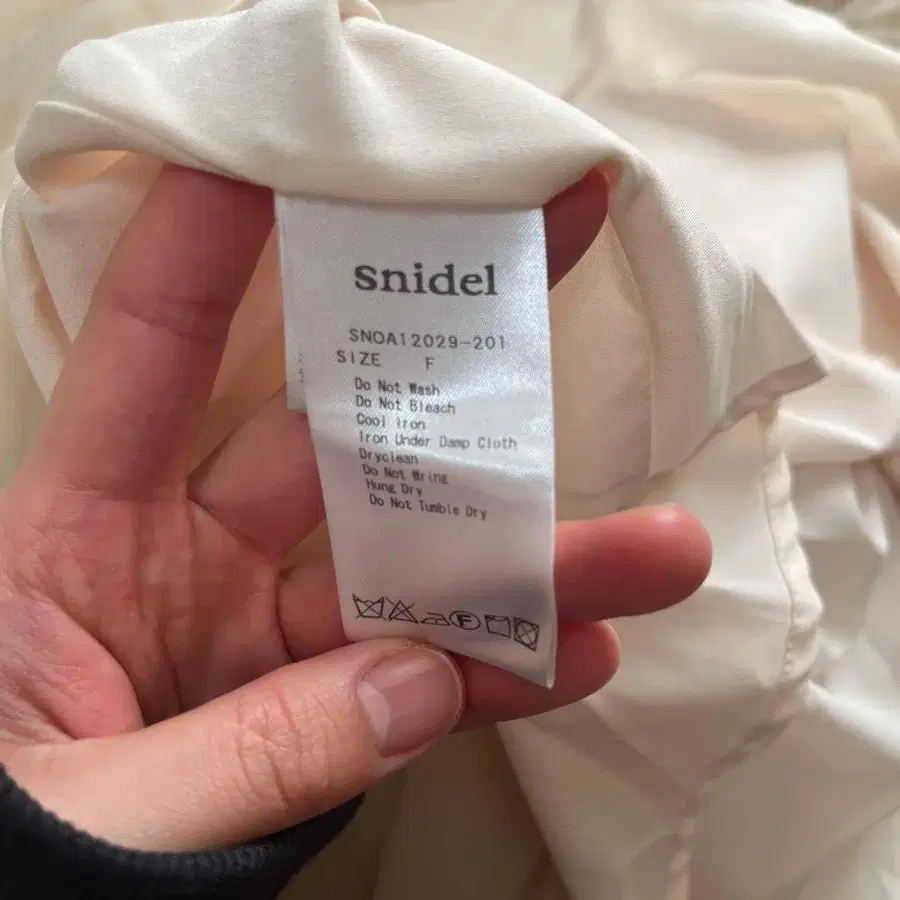 snidel
SNOA12029-201
SIZE F
Do Not Wash
Do Not Bleach
Cool Iron
Iron Under Damp Cloth
Dryclean
Do Not Wring
Hung Dry
Do Not Tumble Dry
F